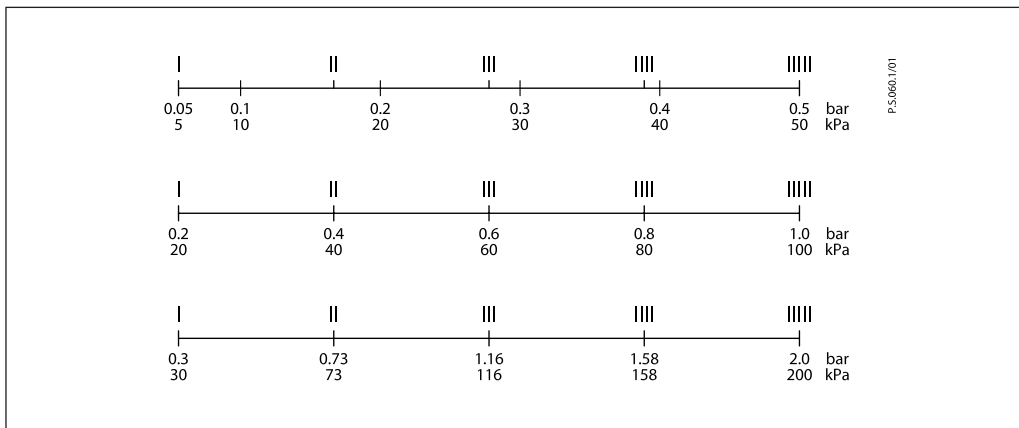 I II III IIII IIIII
0.05 0.1 0.2 0.3 0.4 0.5 bar
5 10 20 30 40 50 kPa
P.S.060.1/01
I II III IIII IIIII
0.2 0.4 0.6 0.8 1.0 bar
20 40 60 80 100 kPa
I II III IIII IIIII
0.3 0.73 1.16 1.58 2.0 bar
30 73 116 158 200 kPa